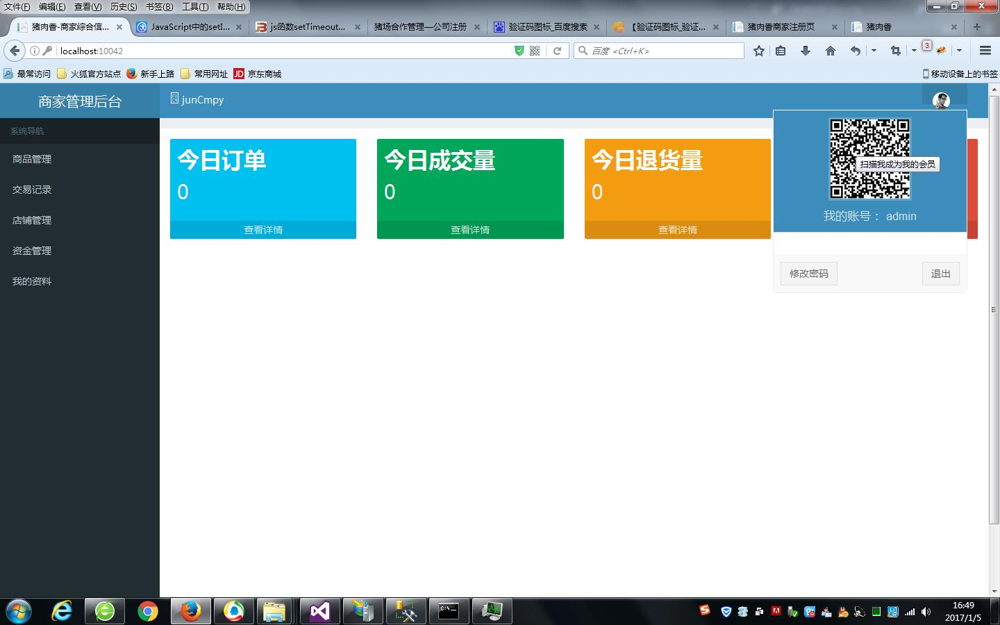 文件(F) 编辑(E) 查看(V) 历史(S) 书签(B) 工具(T) 帮助(H)
猪肉香-商家综合信... JavaScript中的setI... js函数setTimeout... 猪场合作管理—公司注册 验证码图标_百度搜索 【验证码图标_验证... 猪肉香商家注册页 猪肉香
localhost:10042
百度 <Ctrl+K>
3
最常访问 火狐官方站点 新手上路 常用网址 JD 京东商城 移动设备上的书签
商家管理后台
junCmpy
系统导航
商品管理
交易记录
店铺管理
资金管理
我的资料
今日订单
0
查看详情
今日成交量
0
查看详情
今日退货量
0
查看详情
扫描我成为我的会员
我的账号： admin
修改密码
退出
16:49
2017/1/5